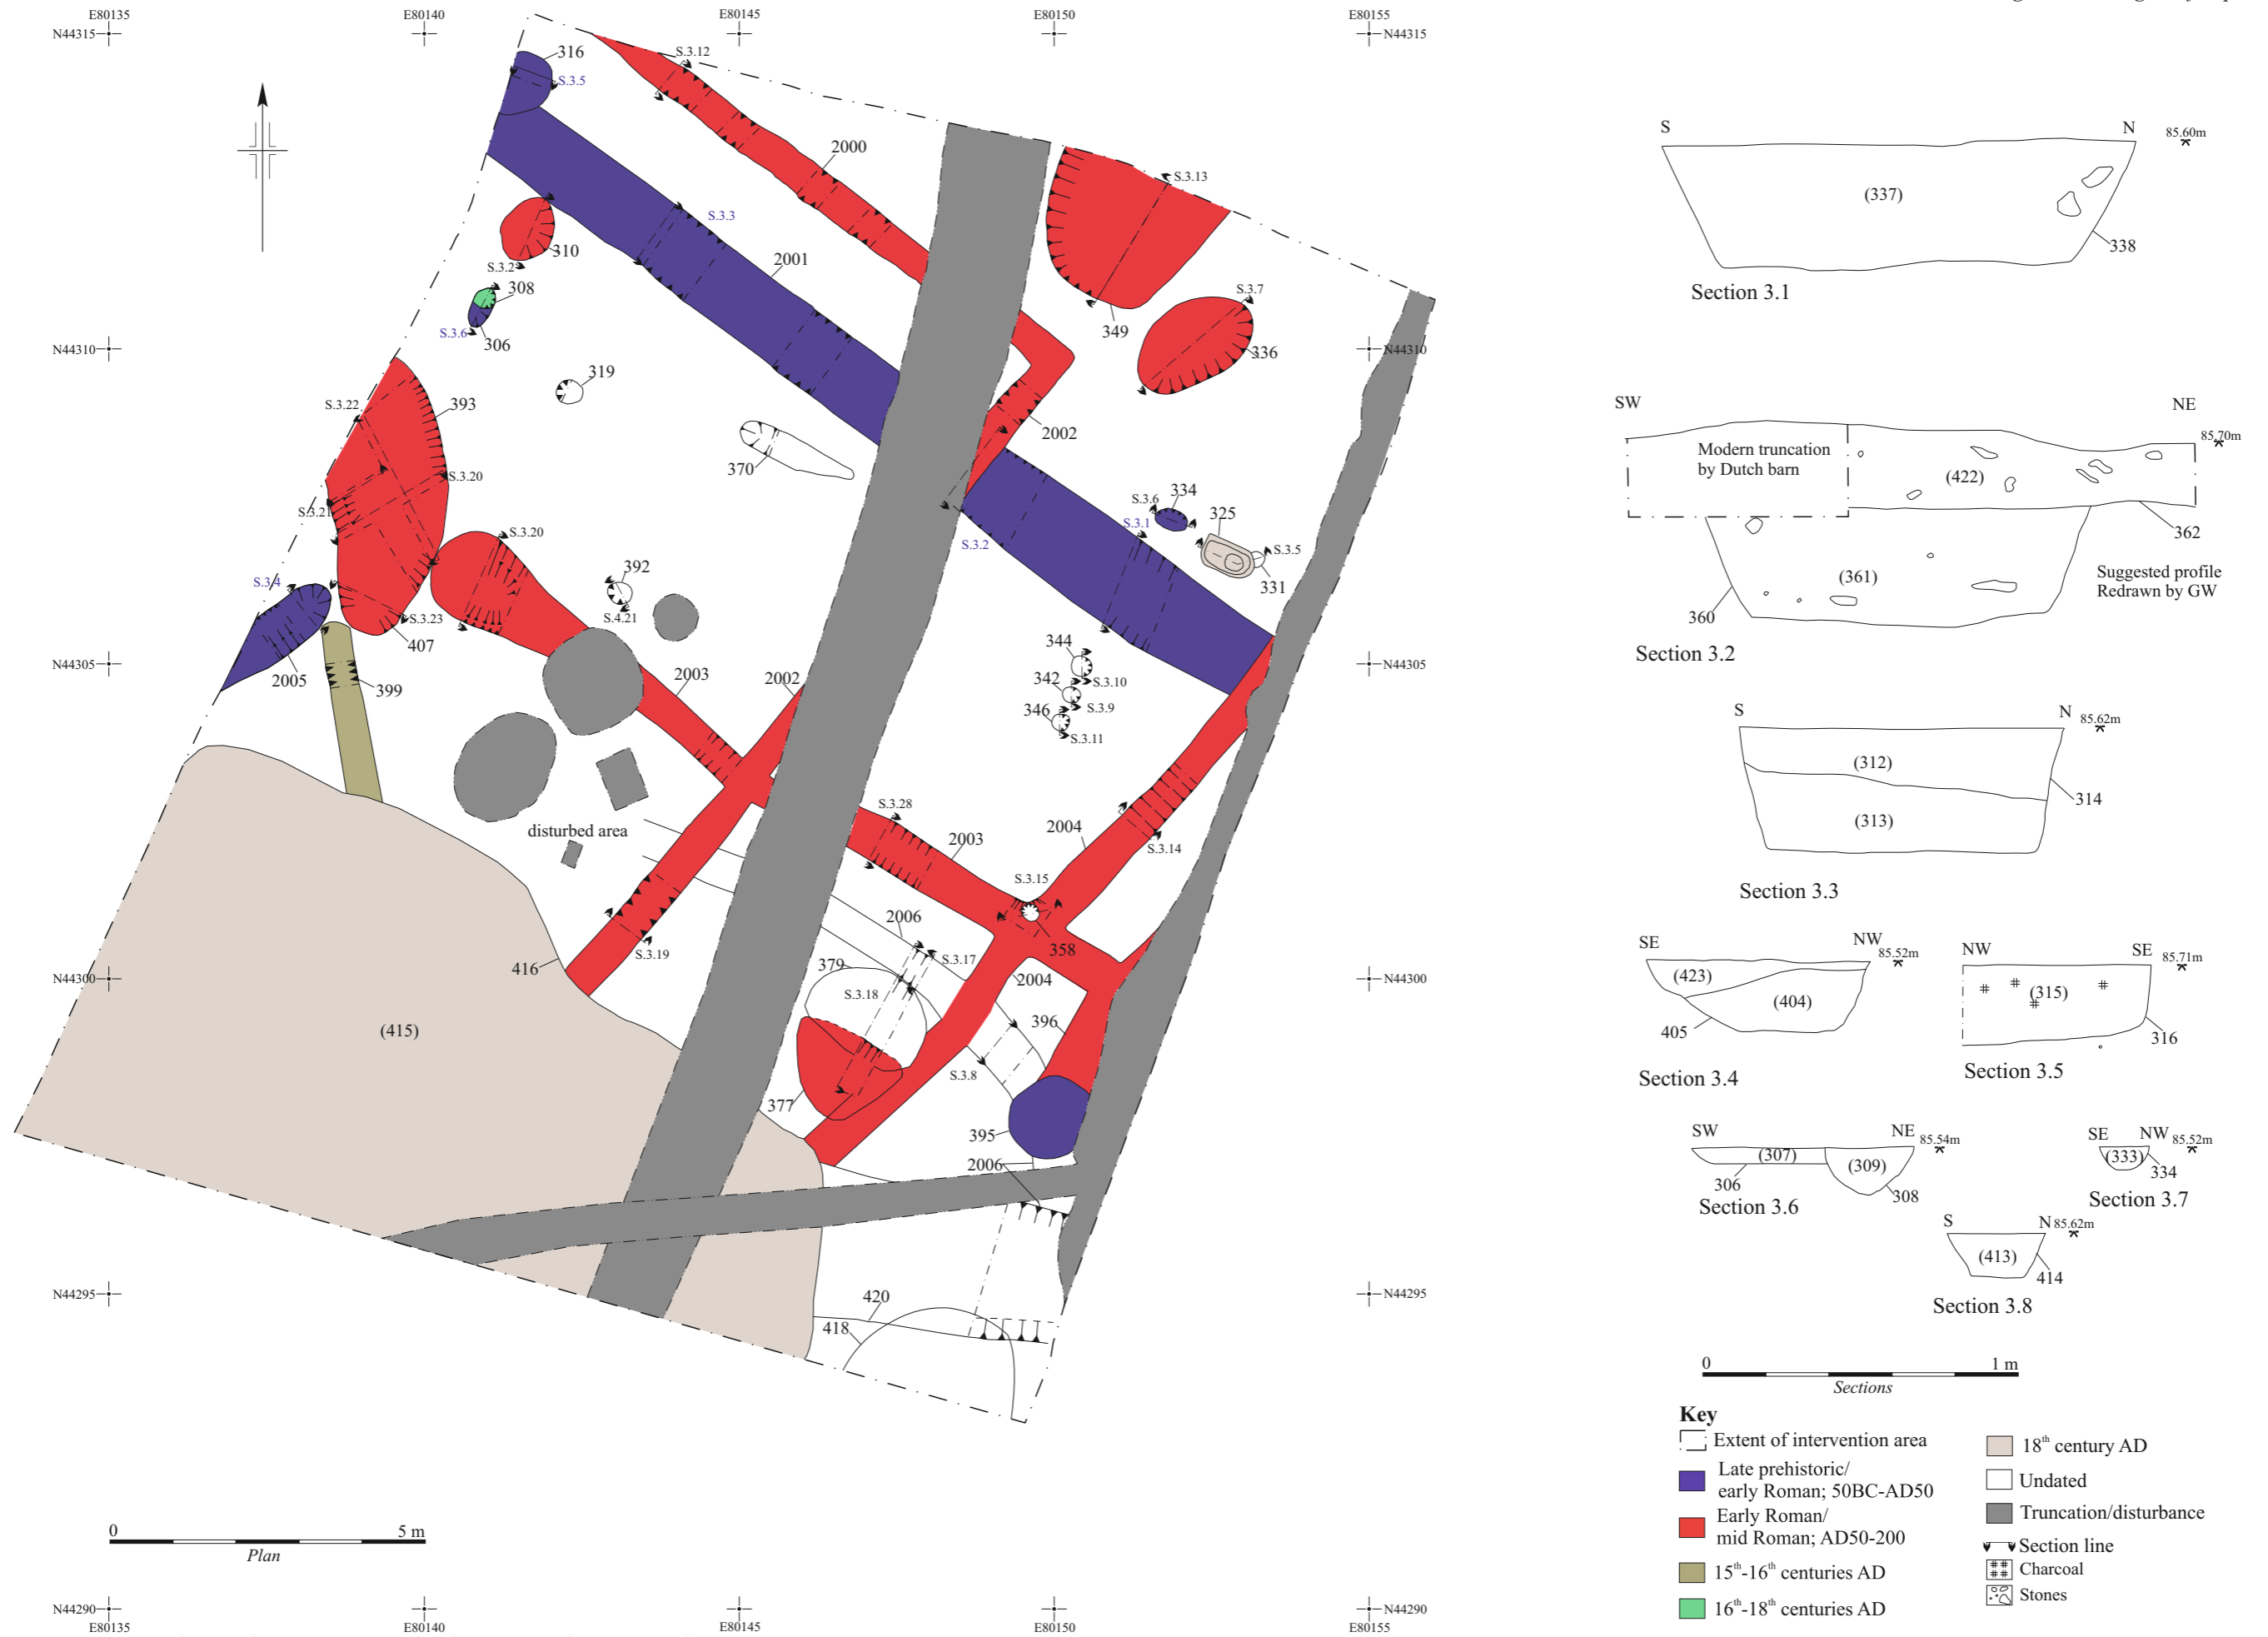 E80135
E80140
E80145
E80150
E80155
N44315
N44315
316
S.3.5
S.3.12
2000
S.3.13
S.3.3
2001
310
S.3.2
308
S.3.6
306
349
S.3.7
336
N44310
N44310
319
S.3.22
393
370
2002
S.3.20
S.3.21
S.3.6
334
S.3.1
325
S.3.2
S.3.5
331
S.3.20
392
S.4.21
S.3.4
S.3.23
407
2005
399
N44305
N44305
344
S.3.10
342
S.3.9
346
S.3.11
2003
2002
disturbed area
S.3.28
2003
2004
S.3.14
S.3.15
358
2006
S.3.17
416
S.3.19
379
S.3.18
2004
396
N44300
N44300
(415)
S.3.8
377
395
2006
N44295
N44295
420
418
0 5 m
Plan
N44290
N44290
E80135
E80140
E80145
E80150
E80155
S N 85.60m
(337)
338
Section 3.1
SW NE
85.70m
Modern truncation
by Dutch barn
(422)
362
(361)
360
Suggested profile
Redrawn by GW
Section 3.2
S N 85.62m
(312)
314
(313)
Section 3.3
SE NW 85.52m
(423)
(404)
405
Section 3.4
NW SE 85.71m
(315)
316
Section 3.5
SW NE 85.54m
(307)
(309)
306
308
Section 3.6
SE NW 85.52m
(333)
334
Section 3.7
S N 85.62m
(413)
414
Section 3.8
0 1 m
Sections
Key
Extent of intervention area
Late prehistoric/
early Roman; 50BC-AD50
Early Roman/
mid Roman; AD50-200
15th-16th centuries AD
16th-18th centuries AD
18th century AD
Undated
Truncation/disturbance
Section line
Charcoal
Stones